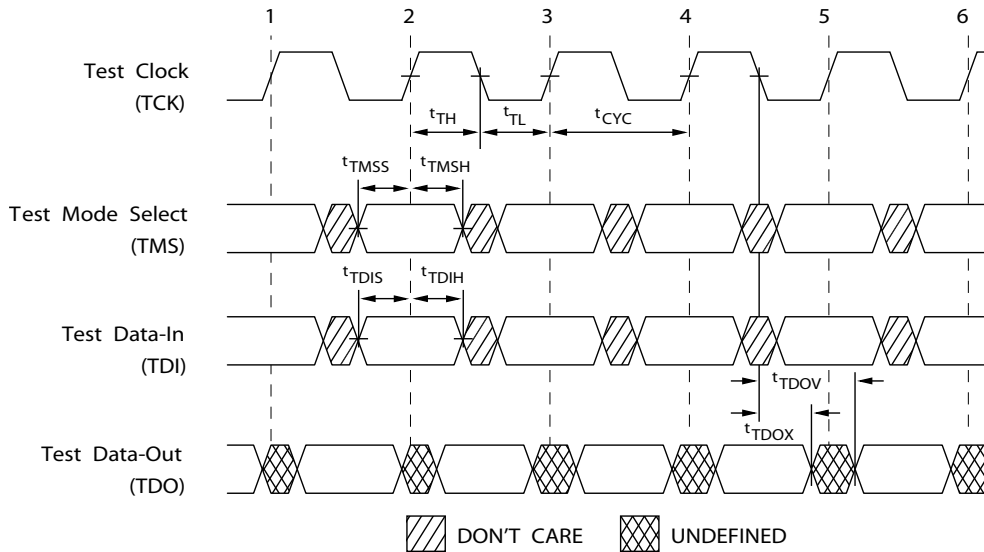 1 2 3 4 5 6
Test Clock
(TCK)
tTH tTL tCYC
tTMSS tTMSH
Test Mode Select
(TMS)
tTDIS tTDIH
Test Data-In
(TDI)
tTDOV
tTDOX
Test Data-Out
(TDO)
DON'T CARE UNDEFINED